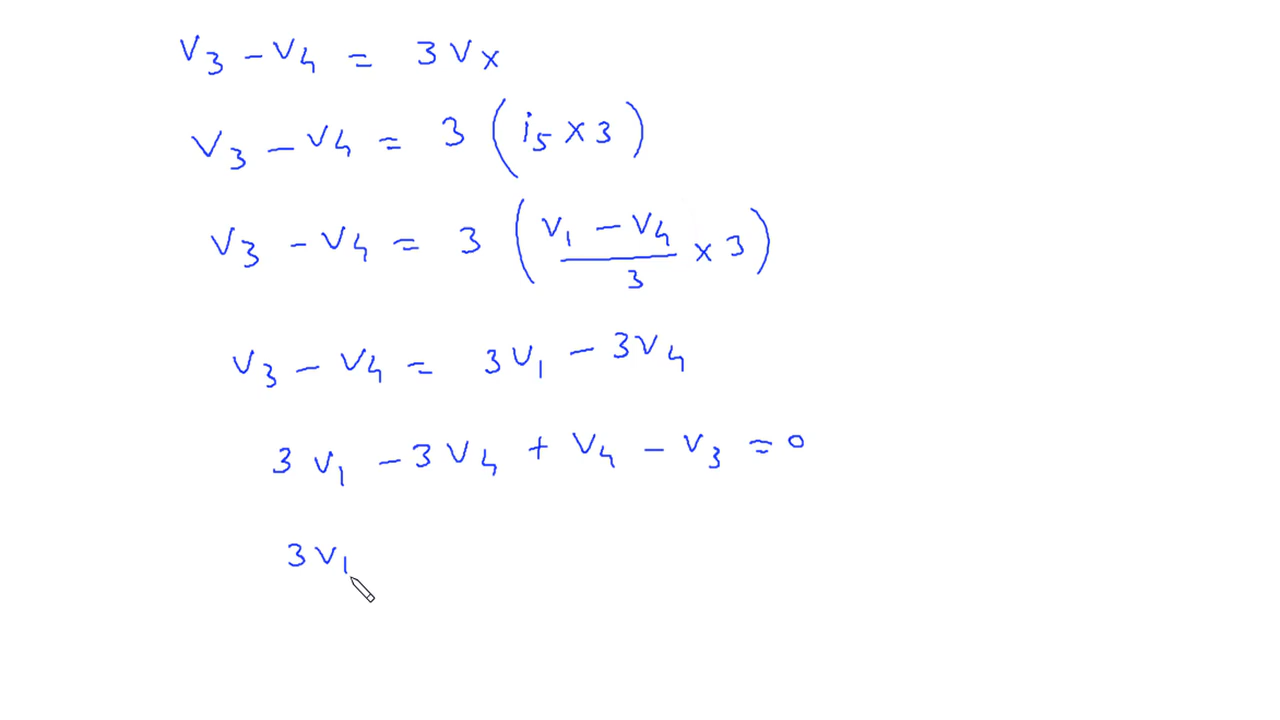 V₃ - V₄ = 3Vx
V₃ - V₄ = 3 (i₅ × 3)
V₃ - V₄ = 3 ((V₁ - V₄)/3 × 3)
V₃ - V₄ = 3V₁ - 3V₄
3V₁ - 3V₄ + V₄ - V₃ = 0
3V₁